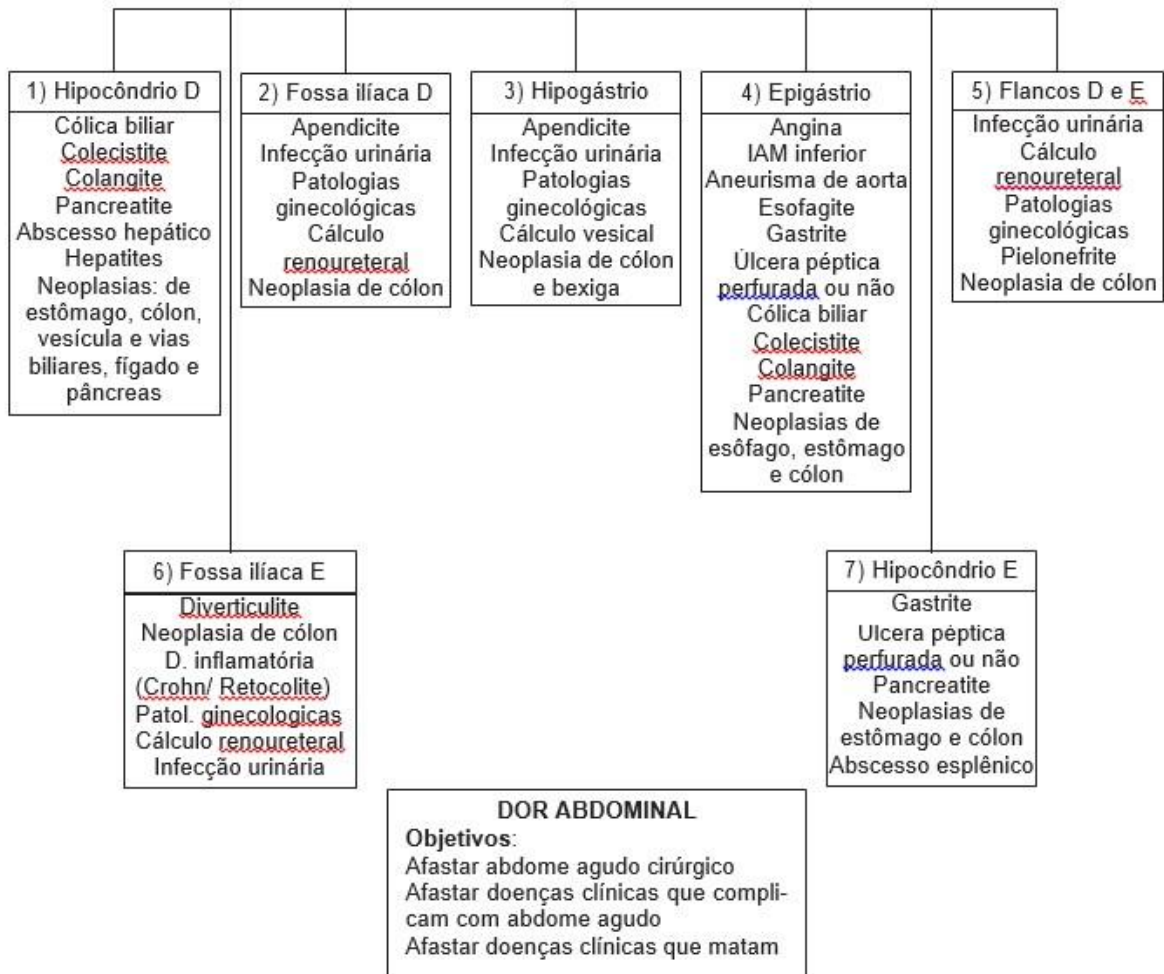 1) Hipocôndrio D
Cólica biliar
Colecistite
Colangite
Pancreatite
Abscesso hepático
Hepatites
Neoplasias: de
estômago, cólon,
vesícula e vias
biliares, fígado e
pâncreas
2) Fossa ilíaca D
Apendicite
Infecção urinária
Patologias
ginecológicas
Cálculo
renoureteral
Neoplasia de cólon
3) Hipogástrio
Apendicite
Infecção urinária
Patologias
ginecológicas
Cálculo vesical
Neoplasia de cólon
e bexiga
4) Epigástrio
Angina
IAM inferior
Aneurisma de aorta
Esofagite
Gastrite
Úlcera péptica
perfurada ou não
Cólica biliar
Colecistite
Colangite
Pancreatite
Neoplasias de
esôfago, estômago
e cólon
5) Flancos D e E
Infecção urinária
Cálculo
renoureteral
Patologias
ginecológicas
Pielonefrite
Neoplasia de cólon
6) Fossa ilíaca E
Diverticulite
Neoplasia de cólon
D. inflamatória
(Crohn/ Retocolite)
Patol. ginecologicas
Cálculo renoureteral
Infecção urinária
7) Hipocôndrio E
Gastrite
Ulcera péptica
perfurada ou não
Pancreatite
Neoplasias de
estômago e cólon
Abscesso esplênico
DOR ABDOMINAL
Objetivos:
Afastar abdome agudo cirúrgico
Afastar doenças clínicas que compli-
cam com abdome agudo
Afastar doenças clínicas que matam